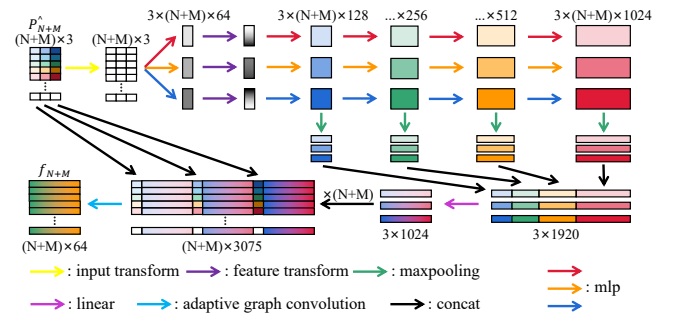 P^_{N+M}
(N+M)×3 (N+M)×3 3×(N+M)×64 3×(N+M)×128 ...×256 ...×512 3×(N+M)×1024
f_{N+M} ×(N+M)
(N+M)×64 (N+M)×3075 3×1024 3×1920
: input transform : feature transform : maxpooling
: mlp
: linear : adaptive graph convolution : concat